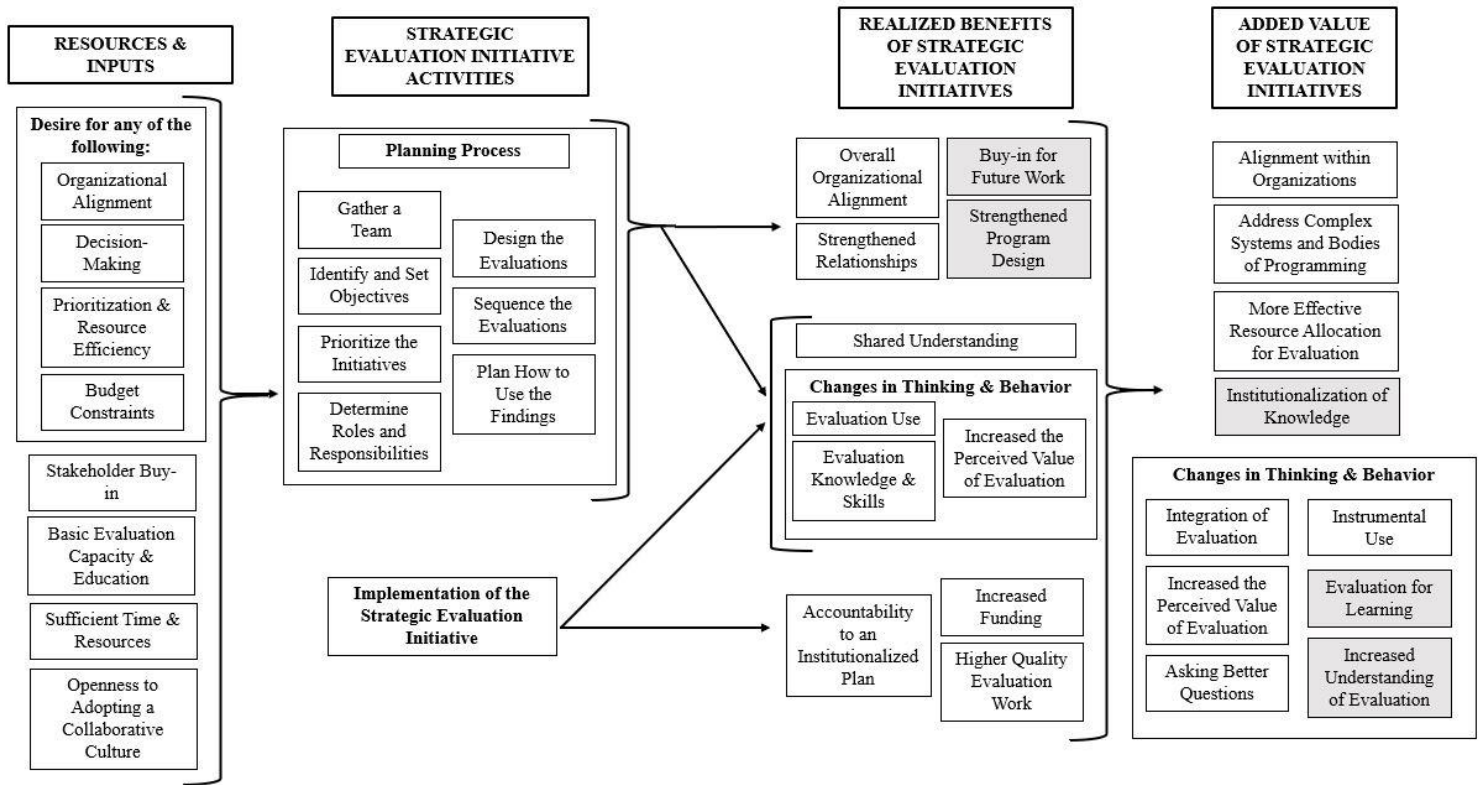 RESOURCES &
INPUTS
STRATEGIC
EVALUATION INITIATIVE
ACTIVITIES
REALIZED BENEFITS
OF STRATEGIC
EVALUATION
INITIATIVES
ADDED VALUE
OF STRATEGIC
EVALUATION
INITIATIVES
Desire for any of the
following:
Organizational
Alignment
Decision-
Making
Prioritization &
Resource
Efficiency
Budget
Constraints
Stakeholder Buy-
in
Basic Evaluation
Capacity &
Education
Sufficient Time &
Resources
Openness to
Adopting a
Collaborative
Culture
Planning Process
Gather a
Team
Identify and Set
Objectives
Prioritize the
Initiatives
Determine
Roles and
Responsibilities
Design the
Evaluations
Sequence the
Evaluations
Plan How to
Use the
Findings
Implementation of the
Strategic Evaluation
Initiative
Overall
Organizational
Alignment
Strengthened
Relationships
Buy-in for
Future Work
Strengthened
Program
Design
Shared Understanding
Changes in Thinking & Behavior
Evaluation Use
Evaluation
Knowledge &
Skills
Increased the
Perceived Value
of Evaluation
Accountability
to an
Institutionalized
Plan
Increased
Funding
Higher Quality
Evaluation
Work
Alignment within
Organizations
Address Complex
Systems and Bodies
of Programming
More Effective
Resource Allocation
for Evaluation
Institutionalization of
Knowledge
Changes in Thinking & Behavior
Integration of
Evaluation
Increased the
Perceived Value
of Evaluation
Asking Better
Questions
Instrumental
Use
Evaluation for
Learning
Increased
Understanding
of Evaluation